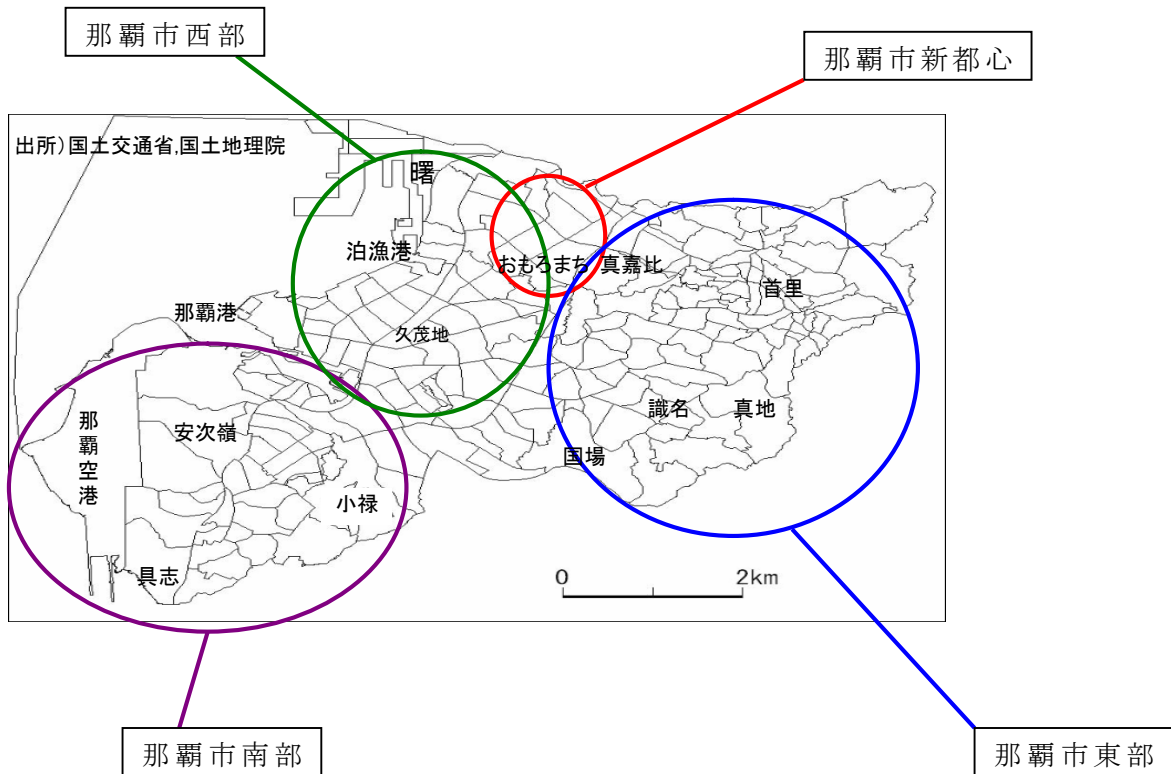 那覇市西部
那覇市新都心
出所)国土交通省,国土地理院
曙
泊漁港
おもろまち
真嘉比
首里
那覇港
久茂地
那覇空港
安次嶺
識名
真地
国場
小禄
具志
0 2km
那覇市南部
那覇市東部